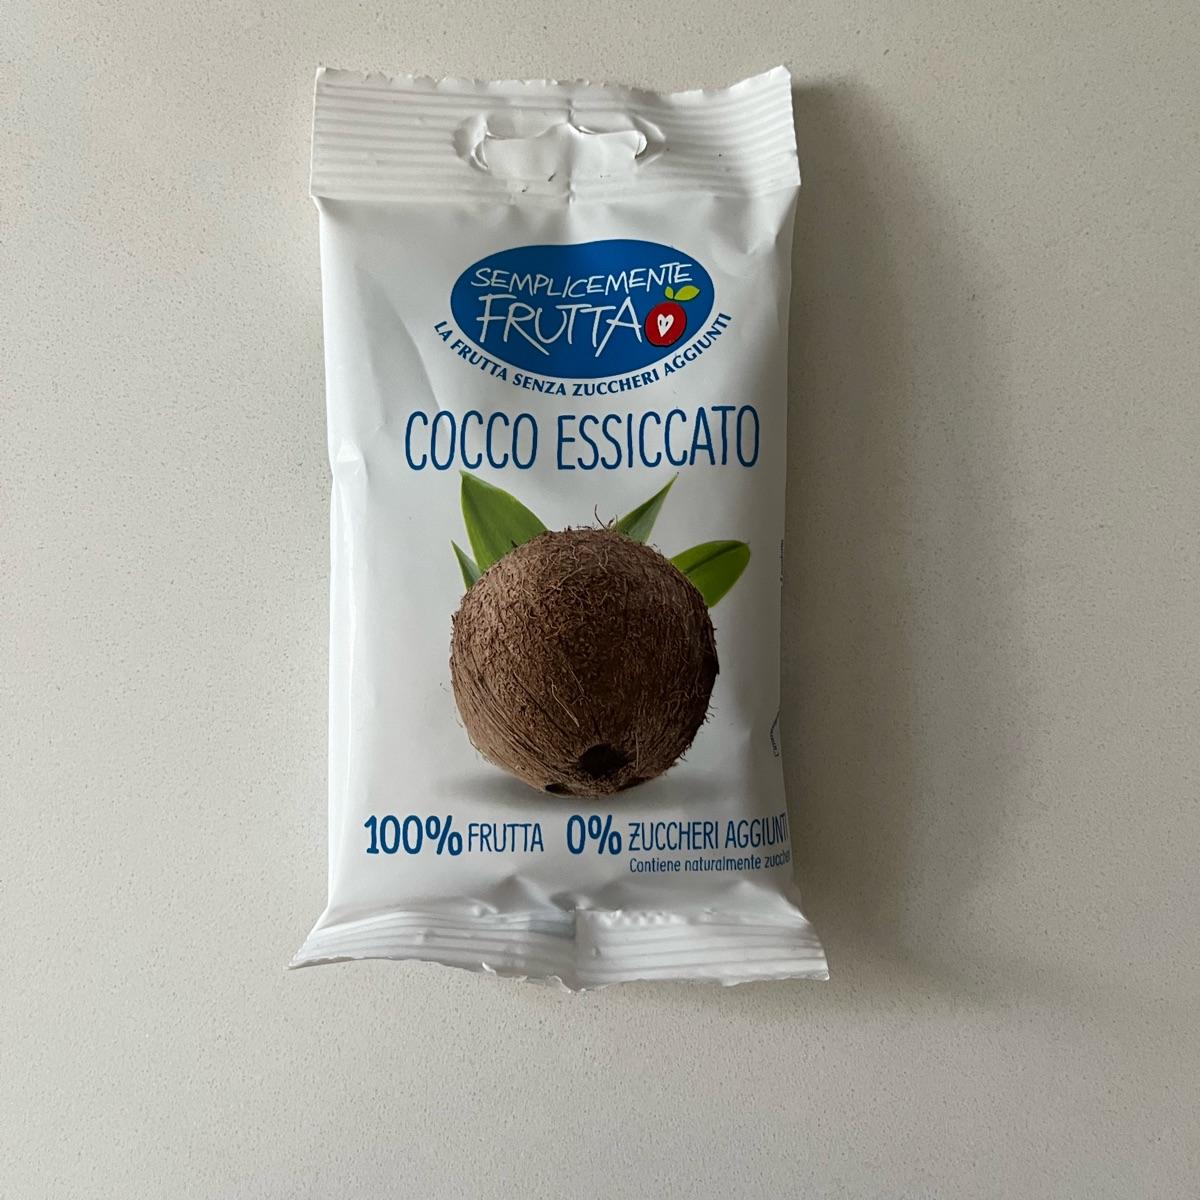 SEMPLICEMENTE
FRUTTA
LA FRUTTA SENZA ZUCCHERI AGGIUNTI
COCCO ESSICCATO
100% FRUTTA 0% ZUCCHERI AGGIUNTI
Contiene naturalmente